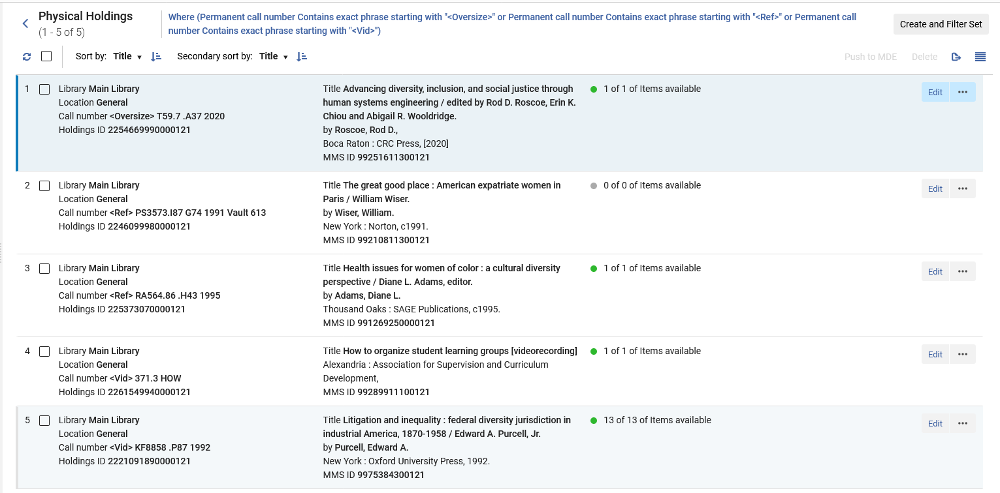 Physical Holdings
(1 - 5 of 5)
Where (Permanent call number Contains exact phrase starting with "<Oversize>" or Permanent call number Contains exact phrase starting with "<Ref>" or Permanent call
number Contains exact phrase starting with "<Vid>")
Create and Filter Set
Sort by: Title
Secondary sort by: Title
Push to MDE
Delete
1
Library Main Library
Location General
Call number <Oversize> T59.7 .A37 2020
Holdings ID 2254669990000121
Title Advancing diversity, inclusion, and social justice through
human systems engineering / edited by Rod D. Roscoe, Erin K.
Chiou and Abigail R. Wooldridge.
by Roscoe, Rod D.,
Boca Raton : CRC Press, [2020]
MMS ID 99251611300121
1 of 1 of Items available
Edit
2
Library Main Library
Location General
Call number <Ref> PS3573.I87 G74 1991 Vault 613
Holdings ID 2246099980000121
Title The great good place : American expatriate women in
Paris / William Wiser.
by Wiser, William.
New York : Norton, c1991.
MMS ID 99210811300121
0 of 0 of Items available
Edit
3
Library Main Library
Location General
Call number <Ref> RA564.86 .H43 1995
Holdings ID 225373070000121
Title Health issues for women of color : a cultural diversity
perspective / Diane L. Adams, editor.
by Adams, Diane L.
Thousand Oaks : SAGE Publications, c1995.
MMS ID 991269250000121
1 of 1 of Items available
Edit
4
Library Main Library
Location General
Call number <Vid> 371.3 HOW
Holdings ID 2261549940000121
Title How to organize student learning groups [videorecording]
Alexandria : Association for Supervision and Curriculum
Development,
MMS ID 99289911100121
1 of 1 of Items available
Edit
5
Library Main Library
Location General
Call number <Vid> KF8858 .P87 1992
Holdings ID 2221091890000121
Title Litigation and inequality : federal diversity jurisdiction in
industrial America, 1870-1958 / Edward A. Purcell, Jr.
by Purcell, Edward A.
New York : Oxford University Press, 1992.
MMS ID 9975384300121
13 of 13 of Items available
Edit